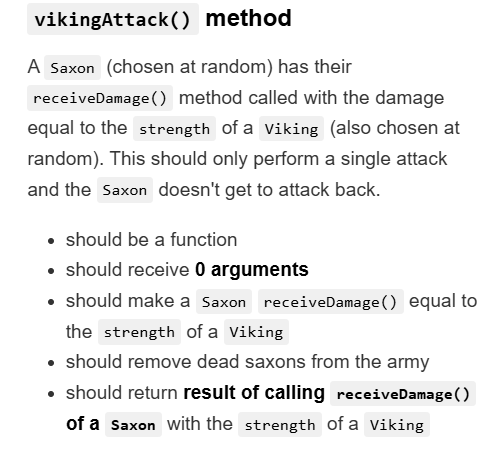 vikingAttack() method
A Saxon (chosen at random) has their
receiveDamage() method called with the damage
equal to the strength of a Viking (also chosen at
random). This should only perform a single attack
and the Saxon doesn't get to attack back.
• should be a function
• should receive 0 arguments
• should make a Saxon receiveDamage() equal to
the strength of a Viking
• should remove dead saxons from the army
• should return result of calling receiveDamage()
of a Saxon with the strength of a Viking